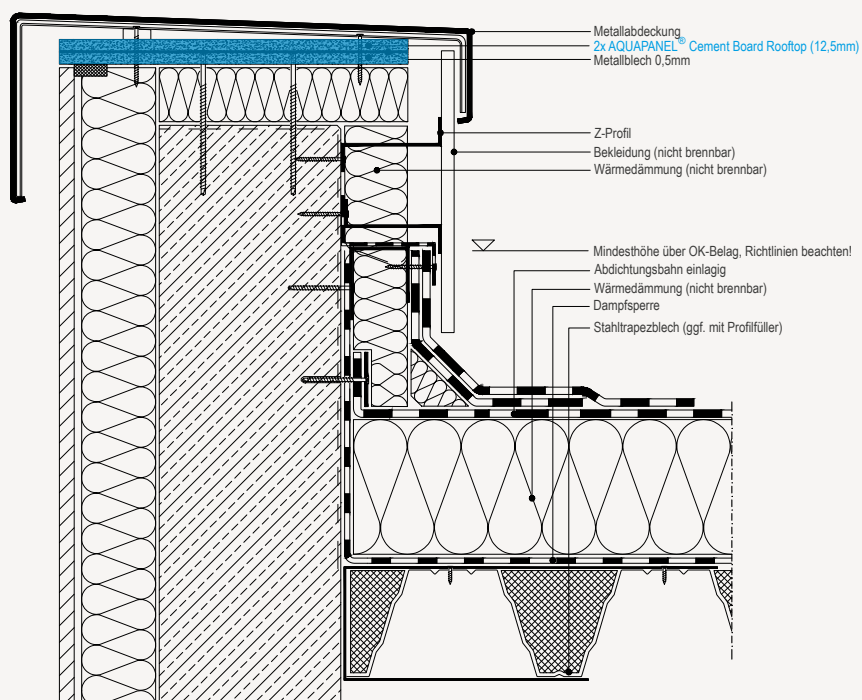 Metallabdeckung
2x AQUAPANEL® Cement Board Rooftop (12,5mm)
Metallblech 0,5mm
Z-Profil
Bekleidung (nicht brennbar)
Wärmedämmung (nicht brennbar)
Mindesthöhe über OK-Belag, Richtlinien beachten!
Abdichtungsbahn einlagig
Wärmedämmung (nicht brennbar)
Dampfsperre
Stahltrapezblech (ggf. mit Profilfüller)